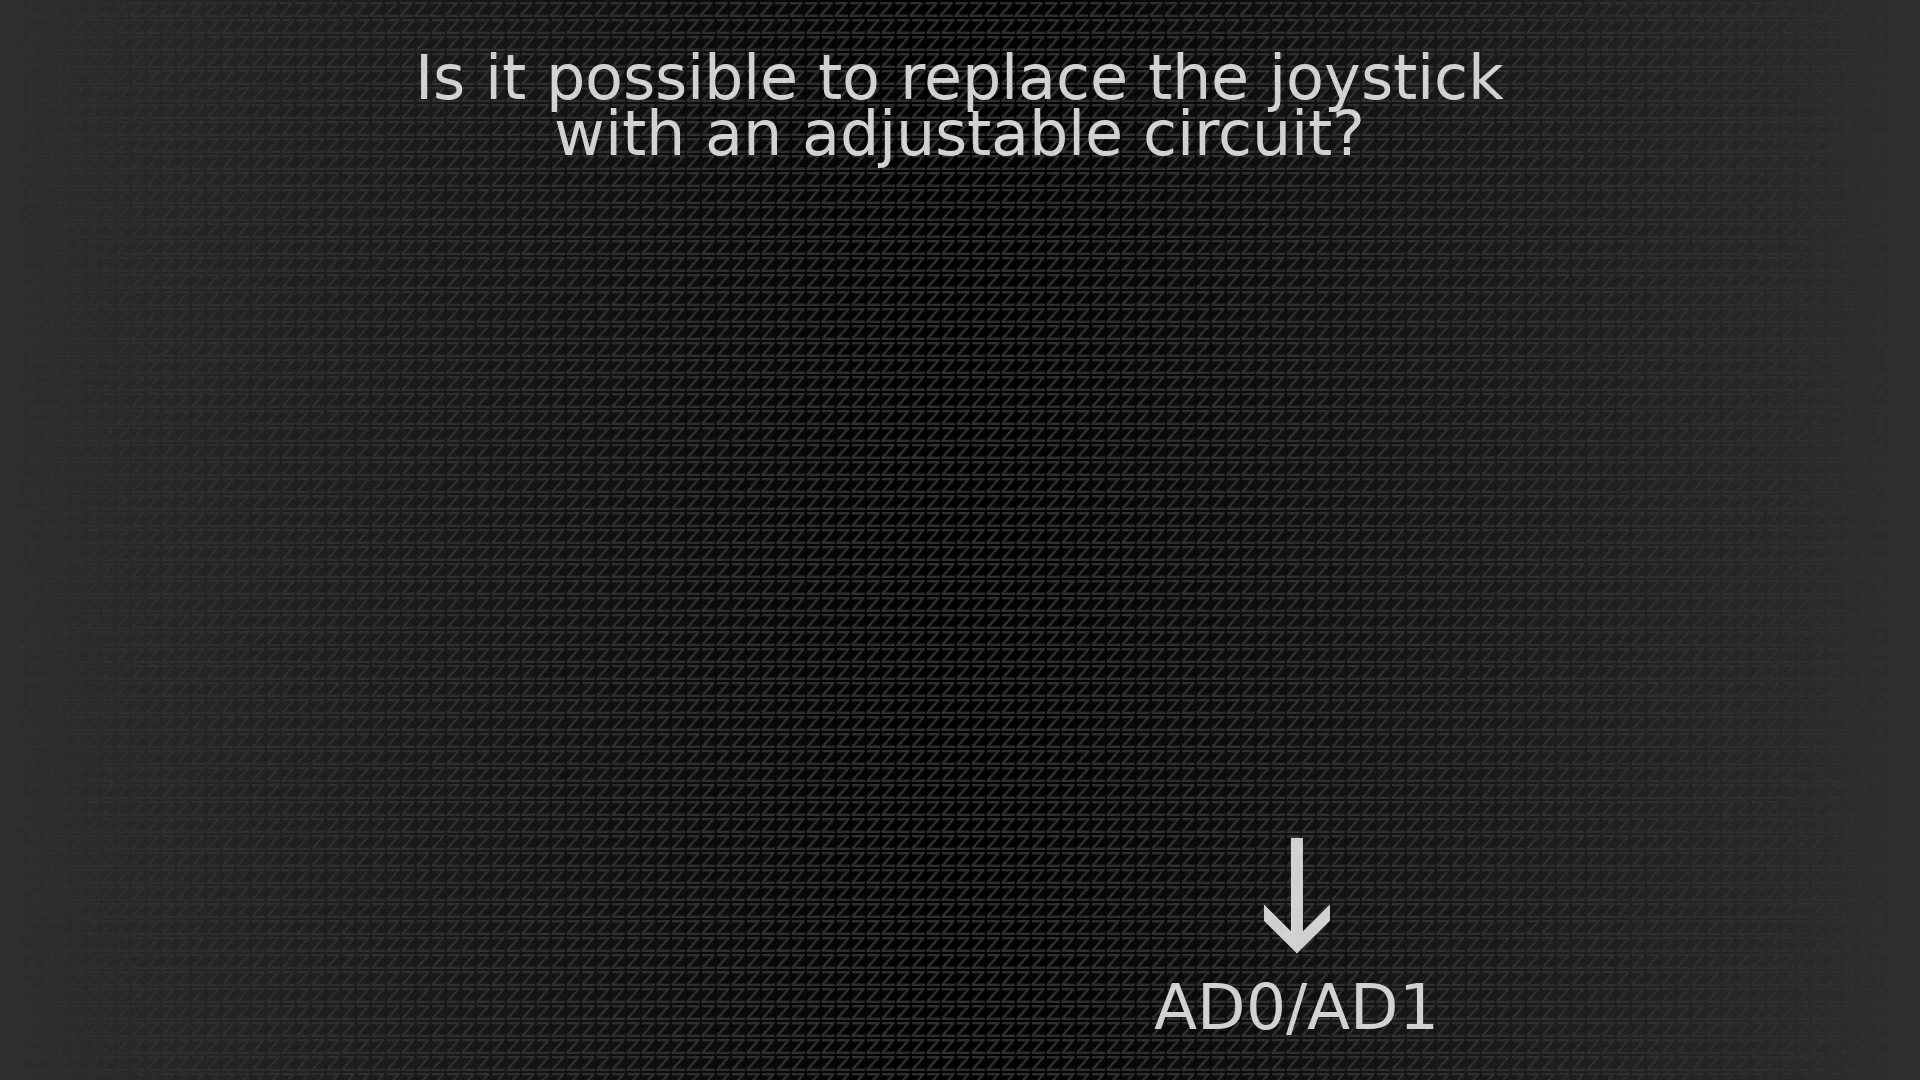 Is it possible to replace the joystick
with an adjustable circuit?
↓
AD0/AD1